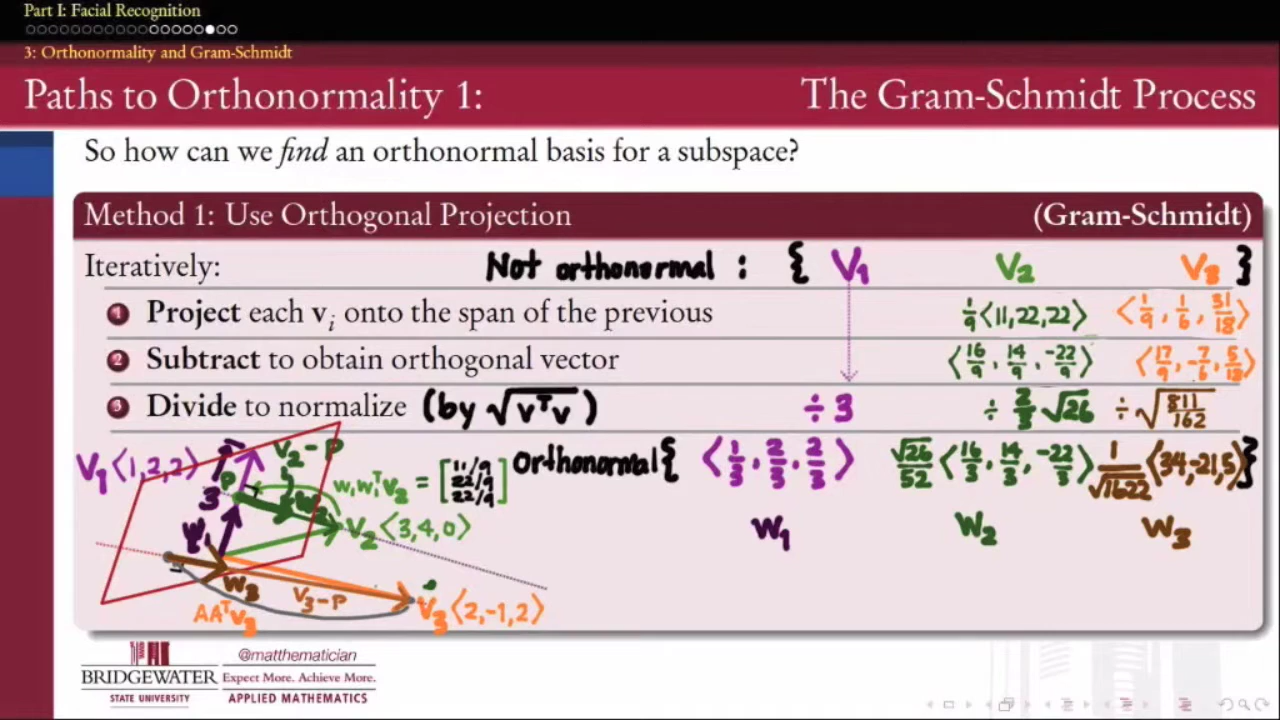 Part I: Facial Recognition
3: Orthonormality and Gram-Schmidt
Paths to Orthonormality 1: The Gram-Schmidt Process
So how can we find an orthonormal basis for a subspace?
Method 1: Use Orthogonal Projection (Gram-Schmidt)
Iteratively: Not orthonormal : { V₁ V₂ V₃ }
1 Project each vᵢ onto the span of the previous 1/9⟨11,22,22⟩ ⟨1/9, 1/6, 31/18⟩
2 Subtract to obtain orthogonal vector ⟨16/9, 14/9, -22/9⟩ ⟨17/9, -7/6, 5/18⟩
3 Divide to normalize (by √vᵀv) ÷3 ÷ 2/3 √26 ÷ √811/162
V₁⟨1,2,2⟩ V₂-P Orthonormal { ⟨1/3, 2/3, 2/3⟩ √26/52 ⟨16/3, 14/3, -22/3⟩ 1/√1622 ⟨34,-21,5⟩ }
P W₁W₁ᵀV₂ = [11/9 22/9 22/9]
3 W₂
W₁ V₂⟨3,4,0⟩ W₁ W₂ W₃
W₃ V₃-P V₃⟨2,-1,2⟩
AAᵀV₃
BRIDGEWATER
STATE UNIVERSITY
@matthematician
Expect More. Achieve More.
APPLIED MATHEMATICS